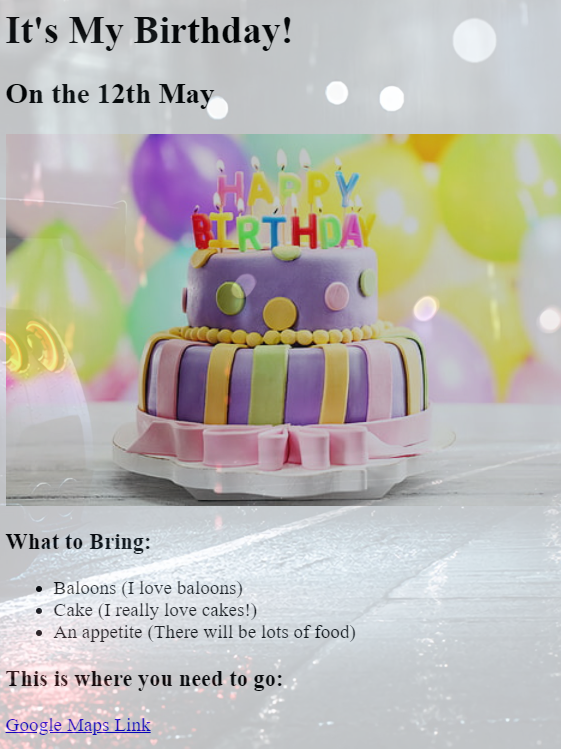 It's My Birthday!
On the 12th May
HAPPY
BIRTHDAY
What to Bring:
Baloons (I love baloons)
Cake (I really love cakes!)
An appetite (There will be lots of food)
This is where you need to go:
Google Maps Link